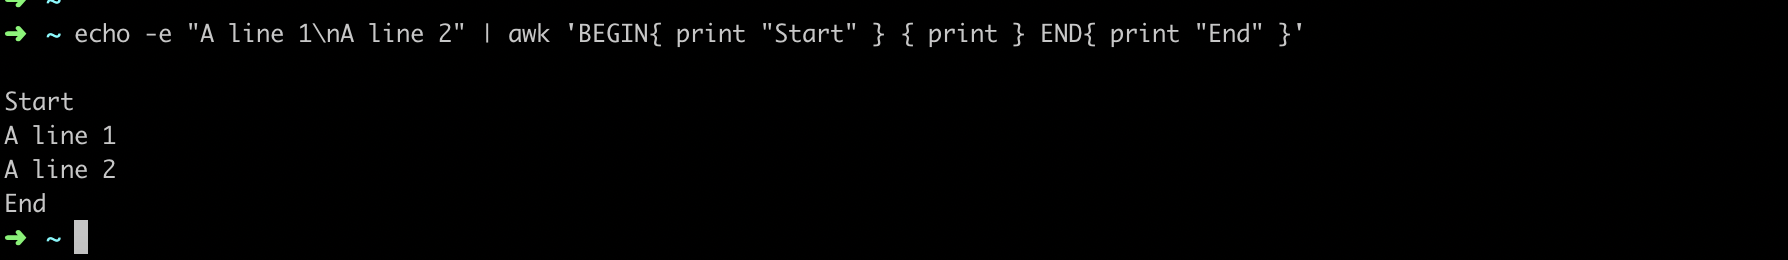 ➜ ~
➜ ~ echo -e "A line 1\nA line 2" | awk 'BEGIN{ print "Start" } { print } END{ print "End" }'
Start
A line 1
A line 2
End
➜ ~